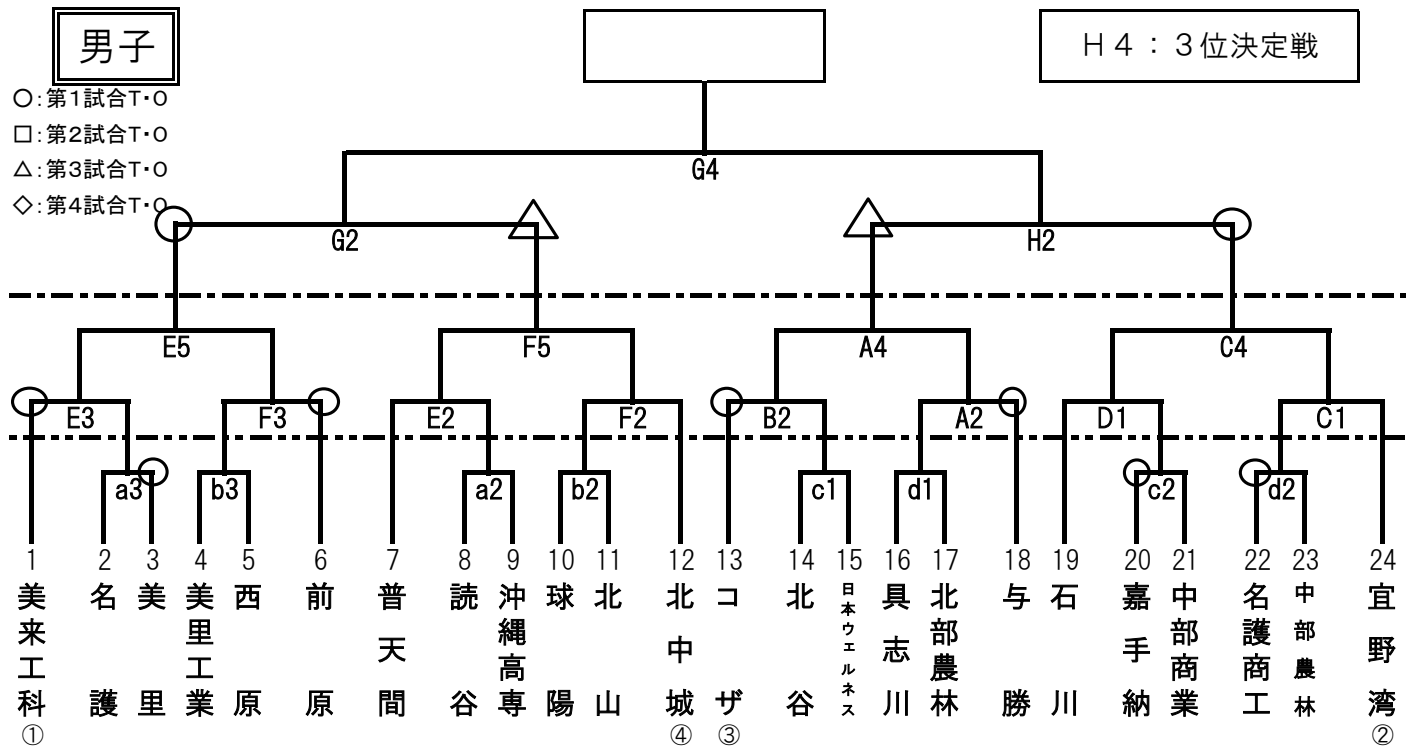 男子
H4：3位決定戦
○:第1試合T・O
□:第2試合T・O
△:第3試合T・O
◇:第4試合T・O
G4
G2
H2
E5
F5
A4
C4
E3
F3
E2
F2
B2
A2
D1
C1
a3
b3
a2
b2
c1
d1
c2
d2
1 美来工科 ①
2 名護
3 美里
4 美里工業
5 西原
6 前原
7 普天間
8 読谷
9 沖縄高専
10 球陽
11 北山
12 北中城 ④
13 コザ ③
14 北谷
15 日本ウェルネス
16 具志川
17 北部農林
18 与勝
19 石川
20 嘉手納
21 中部商業
22 名護商工
23 中部農林
24 宜野湾 ②